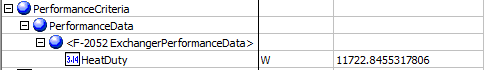 PerformanceCriteria
PerformanceData
<F-2052 ExchangerPerformanceData>
3.14 HeatDuty W 11722.8455317806